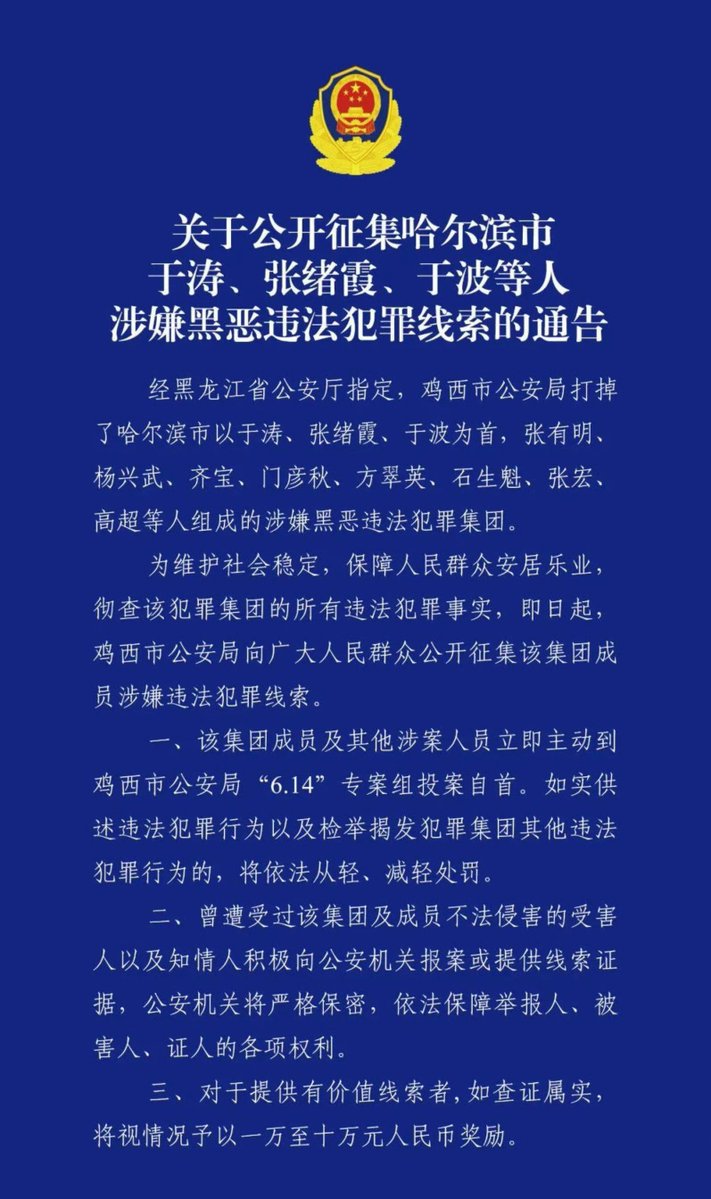 关于公开征集哈尔滨市
于涛、张绪霞、于波等人
涉嫌黑恶违法犯罪线索的通告
经黑龙江省公安厅指定，鸡西市公安局打掉
了哈尔滨市以于涛、张绪霞、于波为首，张有明、
杨兴武、齐宝、门彦秋、方翠英、石生魁、张宏、
高超等人组成的涉嫌黑恶违法犯罪集团。
为维护社会稳定，保障人民群众安居乐业，
彻查该犯罪集团的所有违法犯罪事实，即日起，
鸡西市公安局向广大人民群众公开征集该集团成
员涉嫌违法犯罪线索。
一、该集团成员及其他涉案人员立即主动到
鸡西市公安局“6.14”专案组投案自首。如实供
述违法犯罪行为以及检举揭发犯罪集团其他违法
犯罪行为的，将依法从轻、减轻处罚。
二、曾遭受过该集团及成员不法侵害的受害
人以及知情人积极向公安机关报案或提供线索证
据，公安机关将严格保密，依法保障举报人、被
害人、证人的各项权利。
三、对于提供有价值线索者,如查证属实，
将视情况予以一万至十万元人民币奖励。